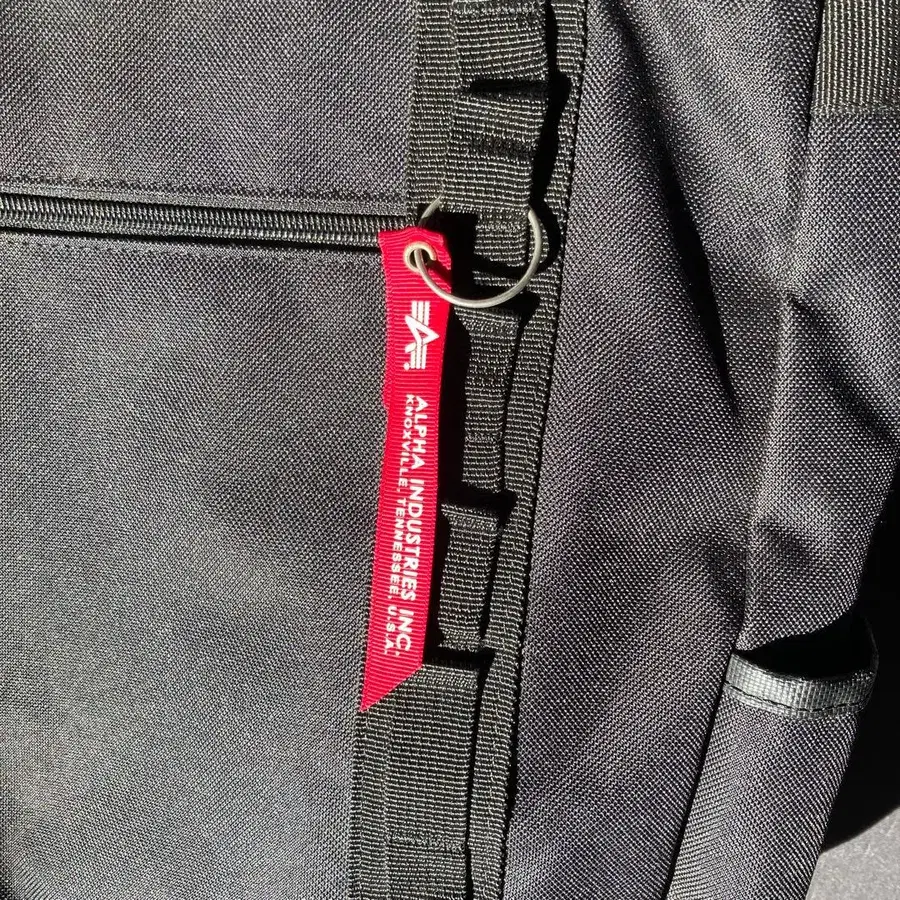 ALPHA INDUSTRIES INC.
KNOXVILLE, TENNESSEE, U.S.A.